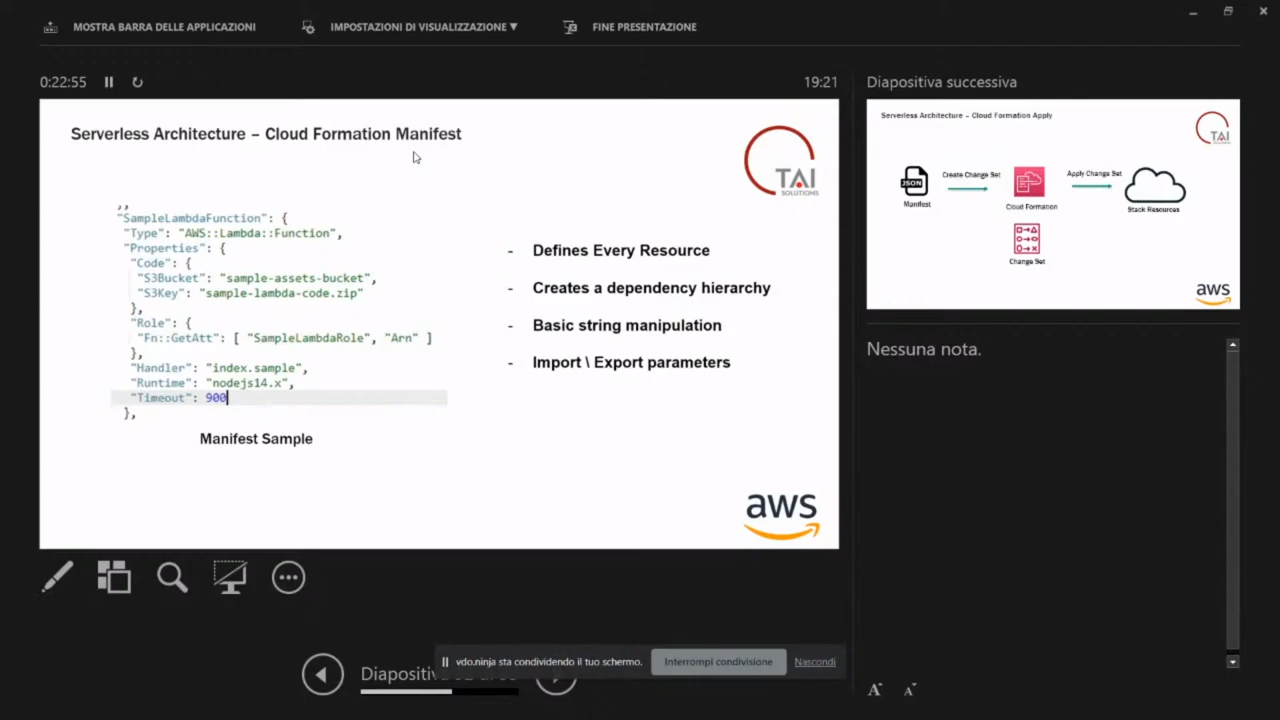 MOSTRA BARRA DELLE APPLICAZIONI
IMPOSTAZIONI DI VISUALIZZAZIONE ▼
FINE PRESENTAZIONE
0:22:55
19:21
Serverless Architecture – Cloud Formation Manifest
TAI
SOLUTIONS
},
"SampleLambdaFunction": {
"Type": "AWS::Lambda::Function",
"Properties": {
"Code": {
"S3Bucket": "sample-assets-bucket",
"S3Key": "sample-lambda-code.zip"
},
"Role": {
"Fn::GetAtt": [ "SampleLambdaRole", "Arn" ]
},
"Handler": "index.sample",
"Runtime": "nodejs14.x",
"Timeout": 900
},
Manifest Sample
- Defines Every Resource
- Creates a dependency hierarchy
- Basic string manipulation
- Import \ Export parameters
aws
Diapositiva successiva
Serverless Architecture – Cloud Formation Apply
TAI
SOLUTIONS
JSON
Manifest
Create Change Set
Cloud Formation
Apply Change Set
Stack Resources
Change Set
aws
Nessuna nota.
vdo.ninja sta condividendo il tuo schermo.
Interrompi condivisione
Nascondi
A A